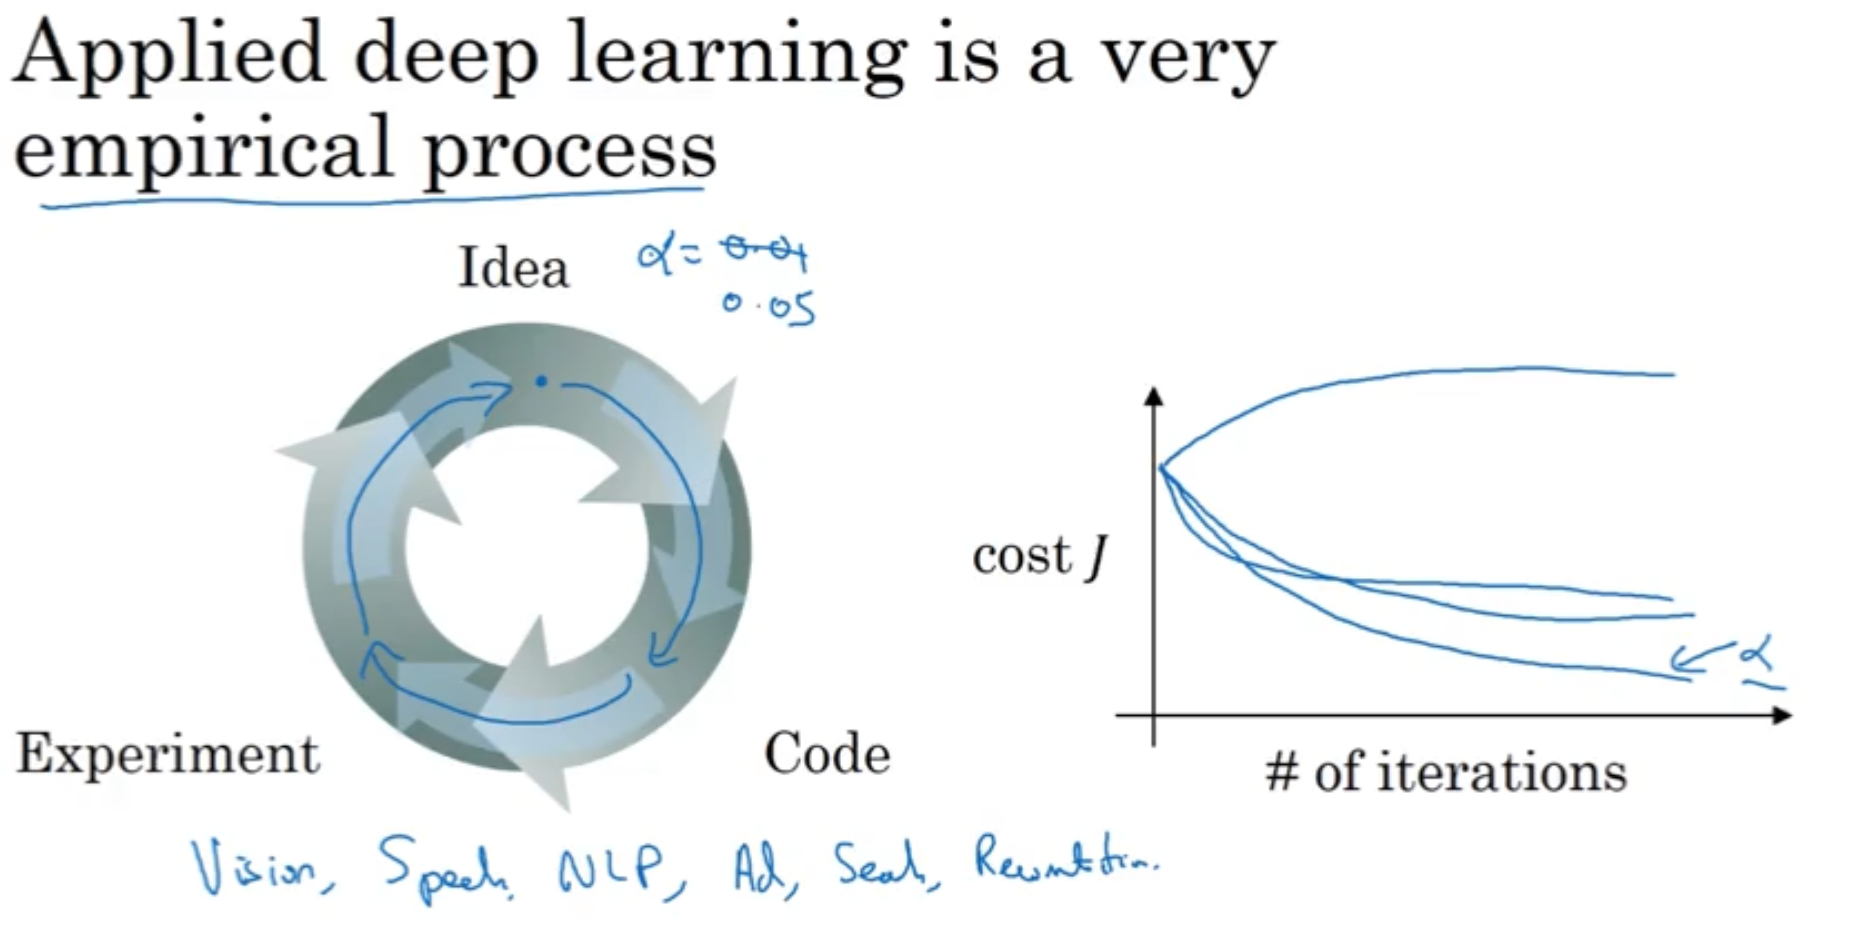 Applied deep learning is a very
empirical process
Idea
α = 0.01
0.05
cost J
α
Experiment
Code
# of iterations
Vision, Speech, NLP, Ad, Search,